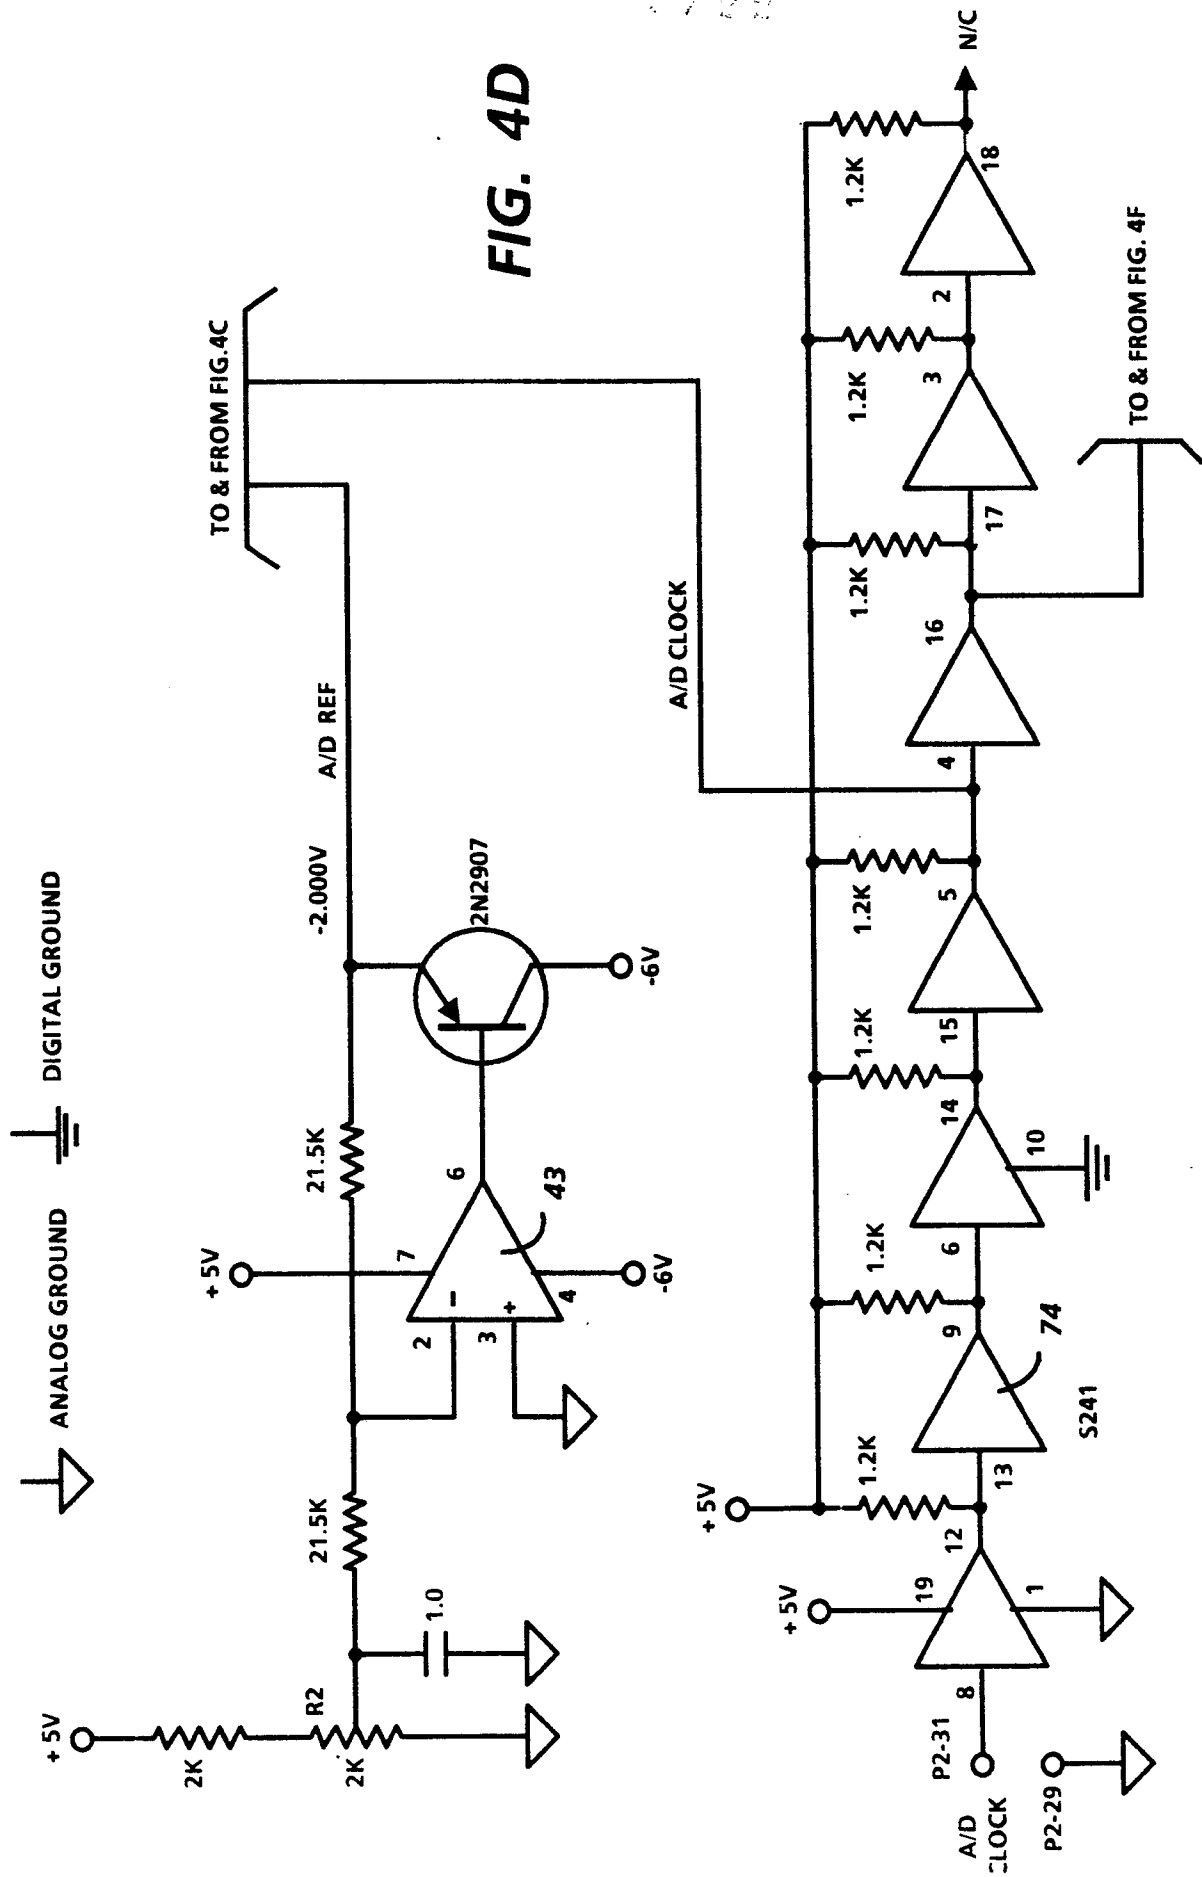 ANALOG GROUND
DIGITAL GROUND
FIG. 4D
+5V
2K
R2
2K
1.0
21.5K
+5V
7
2
3
-
+
4
6
43
-6V
21.5K
2N2907
-6V
-2.000V
A/D REF
TO & FROM FIG.4C
A/D CLOCK
P2-31
A/D
CLOCK
P2-29
8
+5V
19
1
12
+5V
1.2K
13
S241
74
9
1.2K
6
10
14
1.2K
15
5
1.2K
4
16
1.2K
17
3
1.2K
2
18
1.2K
N/C
TO & FROM FIG. 4F